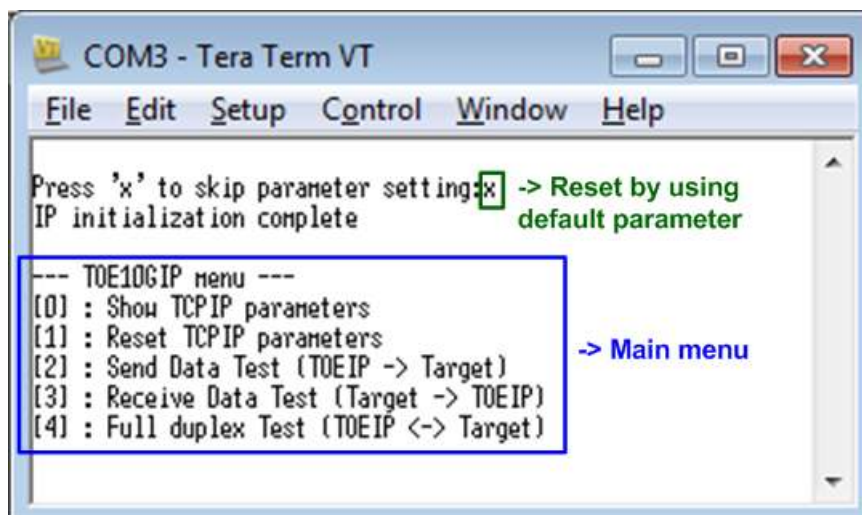 COM3 - Tera Term VT
File Edit Setup Control Window Help
Press 'x' to skip parameter setting:x -> Reset by using
IP initialization complete default parameter
--- TOE10GIP menu ---
[0] : Show TCPIP parameters
[1] : Reset TCPIP parameters
[2] : Send Data Test (TOEIP -> Target)
-> Main menu
[3] : Receive Data Test (Target -> TOEIP)
[4] : Full duplex Test (TOEIP <-> Target)